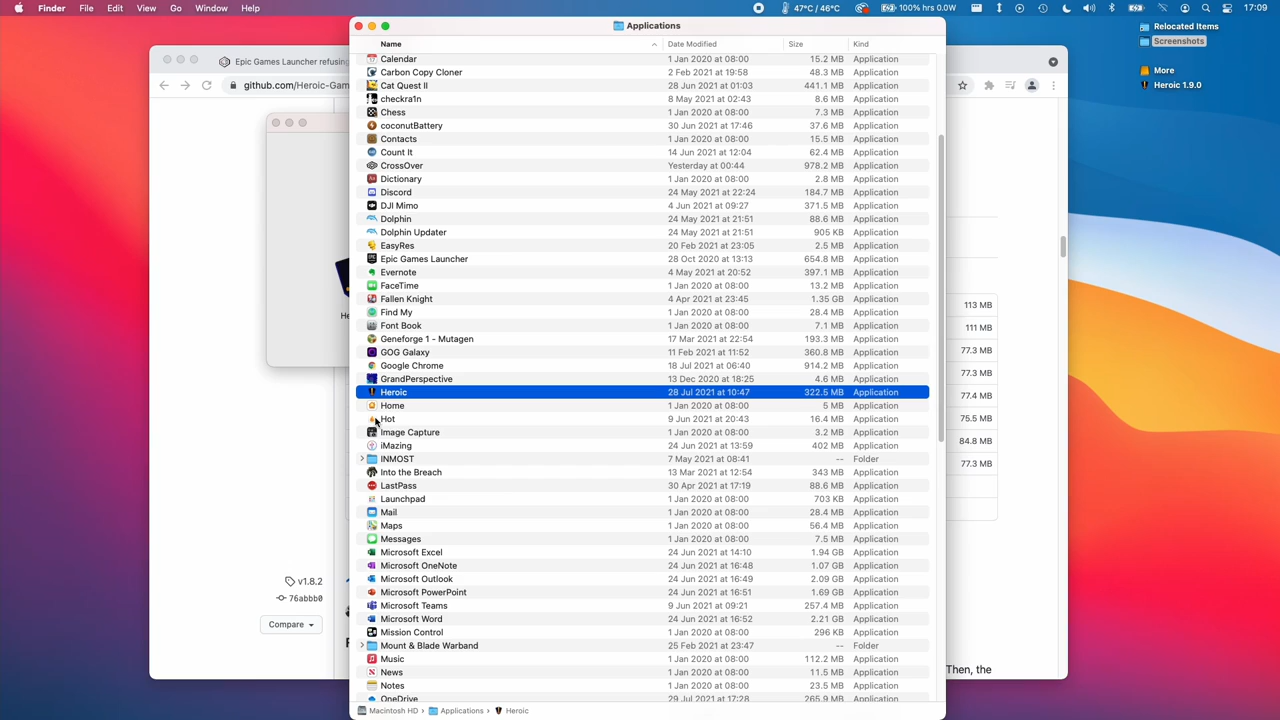 Finder File Edit View Go Window Help
47°C / 46°C 100% hrs 0.0W 17:09
Applications
Relocated Items
Screenshots
More
Heroic 1.9.0
Epic Games Launcher refusing
github.com/Heroic-Gam
He
Name Date Modified Size Kind
Calendar 1 Jan 2020 at 08:00 15.2 MB Application
Carbon Copy Cloner 2 Feb 2021 at 19:58 48.3 MB Application
Cat Quest II 28 Jun 2021 at 01:03 441.1 MB Application
checkra1n 8 May 2021 at 02:43 8.6 MB Application
Chess 1 Jan 2020 at 08:00 7.3 MB Application
coconutBattery 30 Jun 2021 at 17:46 37.6 MB Application
Contacts 1 Jan 2020 at 08:00 15.5 MB Application
Count It 14 Jun 2021 at 12:04 62.4 MB Application
CrossOver Yesterday at 00:44 978.2 MB Application
Dictionary 1 Jan 2020 at 08:00 2.8 MB Application
Discord 24 May 2021 at 22:24 184.7 MB Application
DJI Mimo 4 Jun 2021 at 09:27 371.5 MB Application
Dolphin 24 May 2021 at 21:51 88.6 MB Application
Dolphin Updater 24 May 2021 at 21:51 905 KB Application
EasyRes 20 Feb 2021 at 23:05 2.5 MB Application
Epic Games Launcher 28 Oct 2020 at 13:13 654.8 MB Application
Evernote 4 May 2021 at 20:52 397.1 MB Application
FaceTime 1 Jan 2020 at 08:00 13.2 MB Application
Fallen Knight 4 Apr 2021 at 23:45 1.35 GB Application
Find My 1 Jan 2020 at 08:00 28.4 MB Application
Font Book 1 Jan 2020 at 08:00 7.1 MB Application
Geneforge 1 - Mutagen 17 Mar 2021 at 22:54 193.3 MB Application
GOG Galaxy 11 Feb 2021 at 11:52 360.8 MB Application
Google Chrome 18 Jul 2021 at 06:40 914.2 MB Application
GrandPerspective 13 Dec 2020 at 18:25 4.6 MB Application
Heroic 28 Jul 2021 at 10:47 322.5 MB Application
Home 1 Jan 2020 at 08:00 5 MB Application
Hot 9 Jun 2021 at 20:43 16.4 MB Application
Image Capture 1 Jan 2020 at 08:00 3.2 MB Application
iMazing 24 Jun 2021 at 13:59 402 MB Application
INMOST 7 May 2021 at 08:41 -- Folder
Into the Breach 13 Mar 2021 at 12:54 343 MB Application
LastPass 30 Apr 2021 at 17:19 88.6 MB Application
Launchpad 1 Jan 2020 at 08:00 703 KB Application
Mail 1 Jan 2020 at 08:00 28.4 MB Application
Maps 1 Jan 2020 at 08:00 56.4 MB Application
Messages 1 Jan 2020 at 08:00 7.5 MB Application
Microsoft Excel 24 Jun 2021 at 14:10 1.94 GB Application
Microsoft OneNote 24 Jun 2021 at 16:48 1.07 GB Application
Microsoft Outlook 24 Jun 2021 at 16:49 2.09 GB Application
Microsoft PowerPoint 24 Jun 2021 at 16:51 1.69 GB Application
Microsoft Teams 9 Jun 2021 at 09:21 257.4 MB Application
Microsoft Word 24 Jun 2021 at 16:52 2.21 GB Application
Mission Control 1 Jan 2020 at 08:00 296 KB Application
Mount & Blade Warband 25 Feb 2021 at 23:47 -- Folder
Music 1 Jan 2020 at 08:00 112.2 MB Application
News 1 Jan 2020 at 08:00 11.5 MB Application
Notes 1 Jan 2020 at 08:00 23.5 MB Application
OneDrive 29 Jul 2021 at 17:28 265.9 MB Application
Macintosh HD › Applications › Heroic
113 MB
111 MB
77.3 MB
77.3 MB
77.4 MB
75.5 MB
84.8 MB
77.3 MB
v1.8.2
76abbb0
Compare
F
Then, the